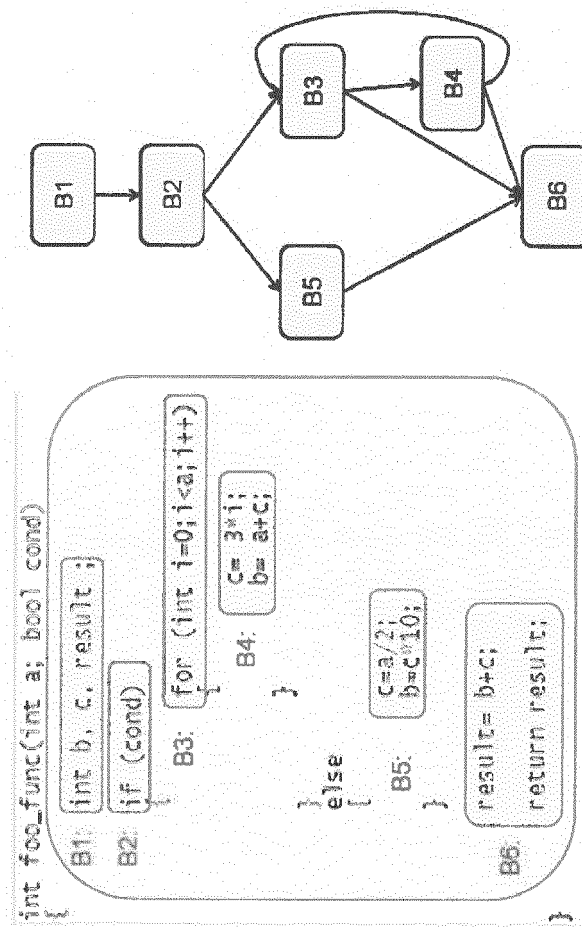 int foo_func(int a; bool cond)
{
B1: int b, c, result ;
B2: if (cond)
{
B3: for (int i=0;i<a;i++)
{
B4: c= 3*i;
b= a+c;
}
}
else
{
B5: c=a/2;
b=c*10;
}
B6: result= b+c;
return result;
}
B1
B2
B3
B4
B5
B6